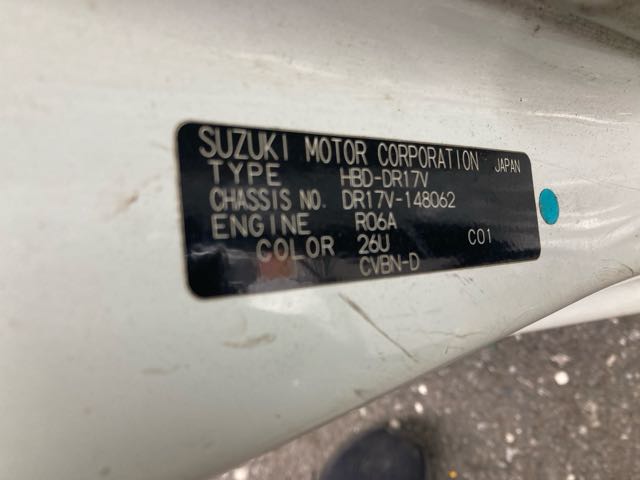 SUZUKI MOTOR CORPORATION JAPAN
TYPE HBD-DR17V
CHASSIS NO. DR17V-148062
ENGINE R06A
COLOR 26U C01
CVBN-D